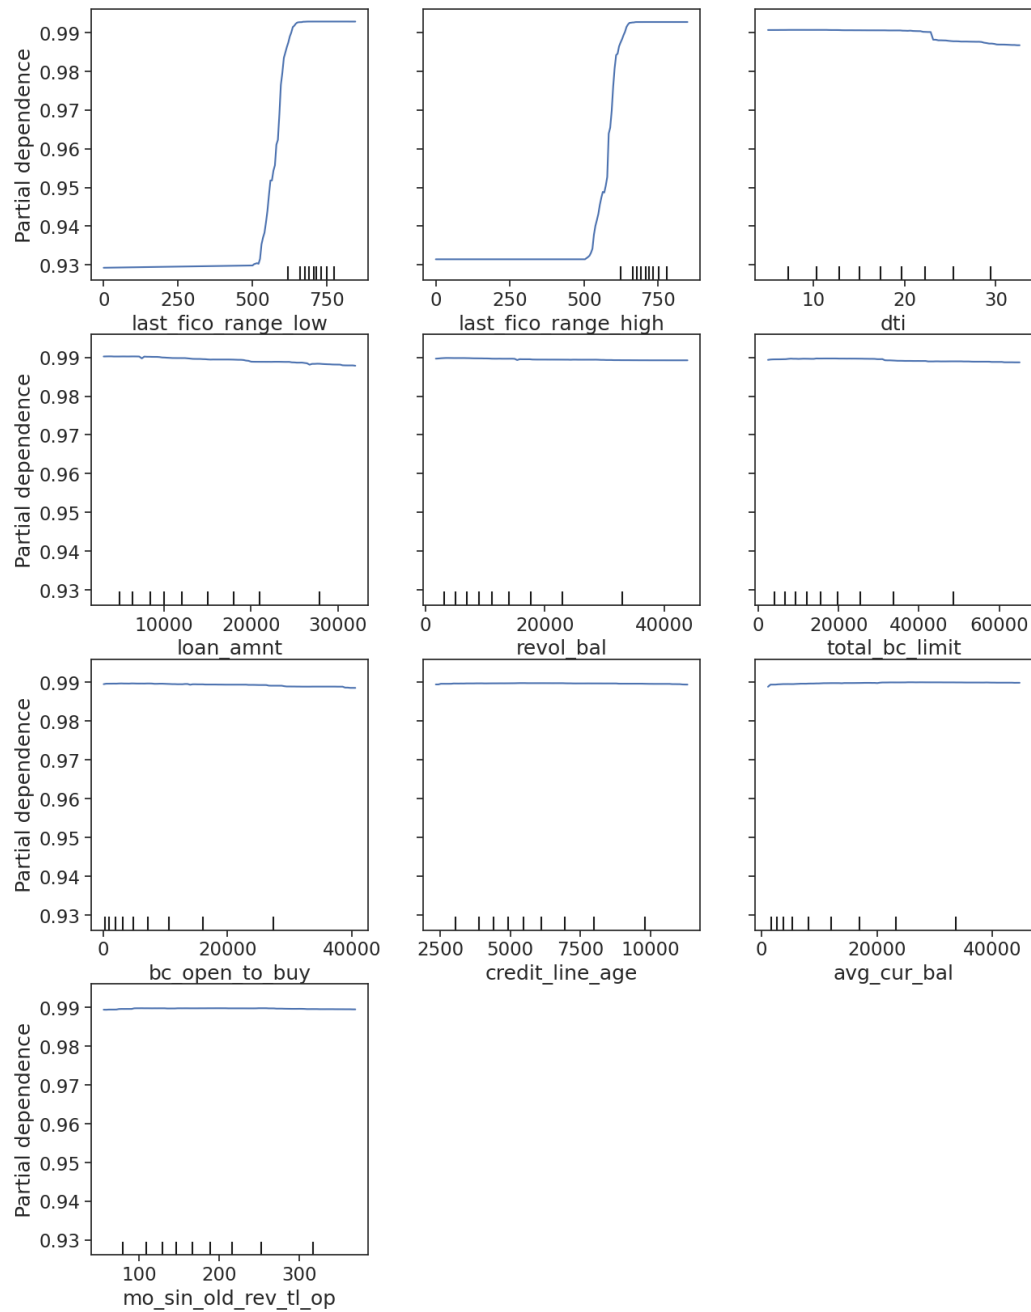 Partial dependence
0.99
0.98
0.97
0.96
0.95
0.94
0.93
0 250 500 750
last_fico_range_low
0 250 500 750
last_fico_range_high
10 20 30
dti
Partial dependence
0.99
0.98
0.97
0.96
0.95
0.94
0.93
10000 20000 30000
loan_amnt
0 20000 40000
revol_bal
0 20000 40000 60000
total_bc_limit
Partial dependence
0.99
0.98
0.97
0.96
0.95
0.94
0.93
0 20000 40000
bc_open_to_buy
2500 5000 7500 10000
credit_line_age
0 20000 40000
avg_cur_bal
Partial dependence
0.99
0.98
0.97
0.96
0.95
0.94
0.93
100 200 300
mo_sin_old_rev_tl_op